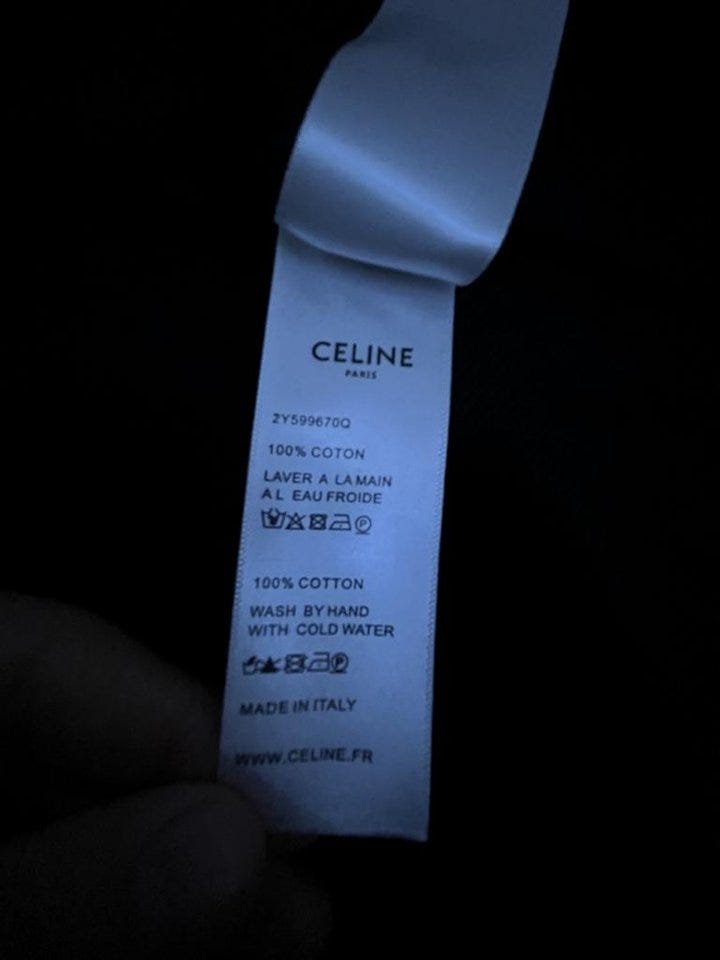 CELINE
PARIS
2Y599670Q
100% COTON
LAVER A LA MAIN
A L EAU FROIDE
P
100% COTTON
WASH BY HAND
WITH COLD WATER
P
MADE IN ITALY
WWW.CELINE.FR